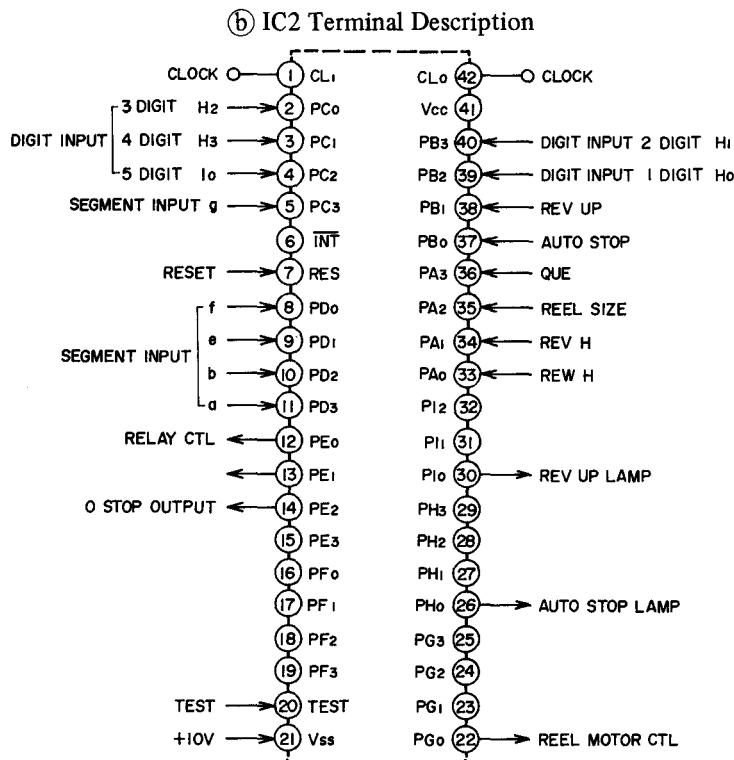 ⓑ IC2 Terminal Description
CLOCK 1 CL1 CL0 42 CLOCK
3 DIGIT H2 2 PC0 Vcc 41
DIGIT INPUT 4 DIGIT H3 3 PC1 PB3 40 DIGIT INPUT 2 DIGIT H1
5 DIGIT I0 4 PC2 PB2 39 DIGIT INPUT 1 DIGIT H0
SEGMENT INPUT g 5 PC3 PB1 38 REV UP
6 I̅N̅T̅ PB0 37 AUTO STOP
RESET 7 RES PA3 36 QUE
f 8 PD0 PA2 35 REEL SIZE
SEGMENT INPUT e 9 PD1 PA1 34 REV H
b 10 PD2 PA0 33 REW H
a 11 PD3 PI2 32
RELAY CTL 12 PE0 PI1 31
13 PE1 PI0 30 REV UP LAMP
0 STOP OUTPUT 14 PE2 PH3 29
15 PE3 PH2 28
16 PF0 PH1 27
17 PF1 PH0 26 AUTO STOP LAMP
18 PF2 PG3 25
19 PF3 PG2 24
TEST 20 TEST PG1 23
+10V 21 Vss PG0 22 REEL MOTOR CTL